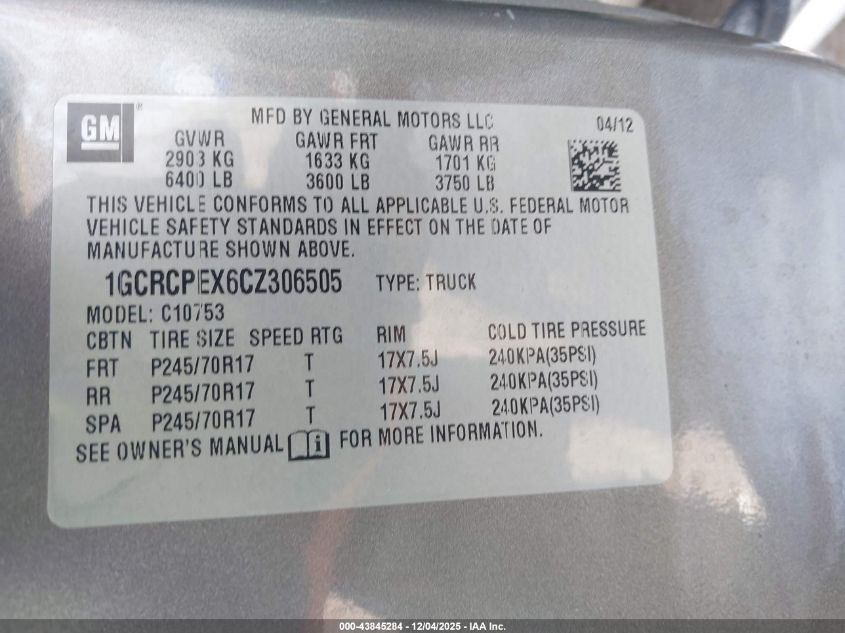 GM ®
MFD BY GENERAL MOTORS LLC 04/12
GVWR GAWR FRT GAWR RR
2903 KG 1633 KG 1701 KG
6400 LB 3600 LB 3750 LB
THIS VEHICLE CONFORMS TO ALL APPLICABLE U.S. FEDERAL MOTOR
VEHICLE SAFETY STANDARDS IN EFFECT ON THE DATE OF
MANUFACTURE SHOWN ABOVE.
1GCRCPEX6CZ306505 TYPE: TRUCK
MODEL: C10753
CBTN TIRE SIZE SPEED RTG RIM COLD TIRE PRESSURE
FRT P245/70R17 T 17X7.5J 240KPA(35PSI)
RR P245/70R17 T 17X7.5J 240KPA(35PSI)
SPA P245/70R17 T 17X7.5J 240KPA(35PSI)
SEE OWNER'S MANUAL i FOR MORE INFORMATION.
000-43845284 - 12/04/2025 - IAA Inc.